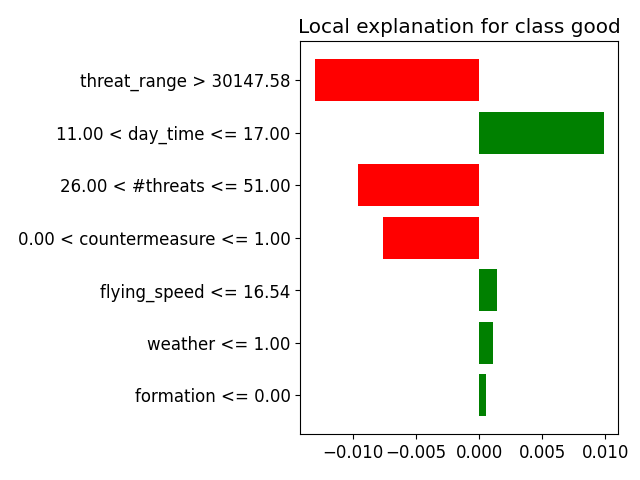 Local explanation for class good
threat_range > 30147.58
11.00 < day_time <= 17.00
26.00 < #threats <= 51.00
0.00 < countermeasure <= 1.00
flying_speed <= 16.54
weather <= 1.00
formation <= 0.00
−0.010 −0.005 0.000 0.005 0.010